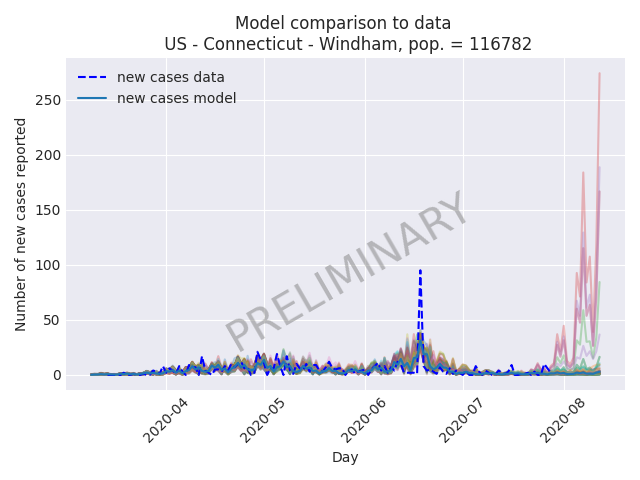 Model comparison to data
US - Connecticut - Windham, pop. = 116782
new cases data
new cases model
PRELIMINARY
Number of new cases reported
250
200
150
100
50
0
2020-04
2020-05
2020-06
2020-07
2020-08
Day